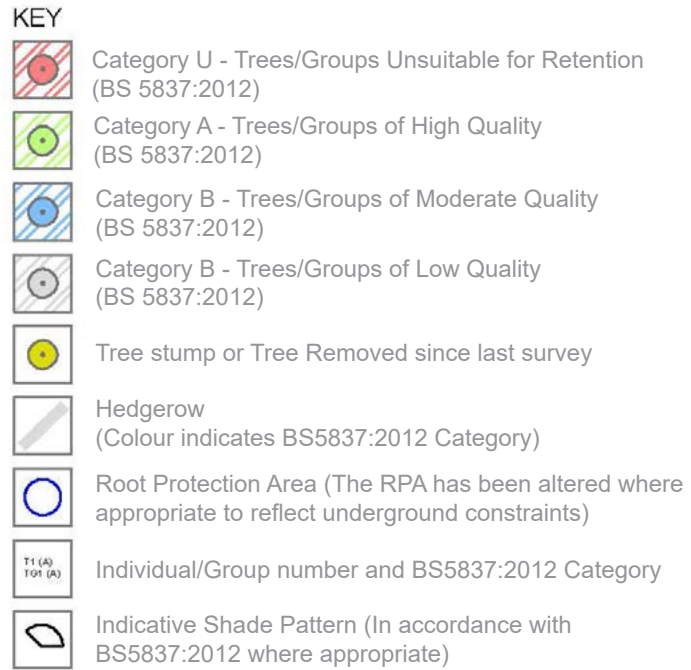 KEY
Category U - Trees/Groups Unsuitable for Retention
(BS 5837:2012)
Category A - Trees/Groups of High Quality
(BS 5837:2012)
Category B - Trees/Groups of Moderate Quality
(BS 5837:2012)
Category B - Trees/Groups of Low Quality
(BS 5837:2012)
Tree stump or Tree Removed since last survey
Hedgerow
(Colour indicates BS5837:2012 Category)
Root Protection Area (The RPA has been altered where
appropriate to reflect underground constraints)
T1 (A)
TG1 (A)
Individual/Group number and BS5837:2012 Category
Indicative Shade Pattern (In accordance with
BS5837:2012 where appropriate)